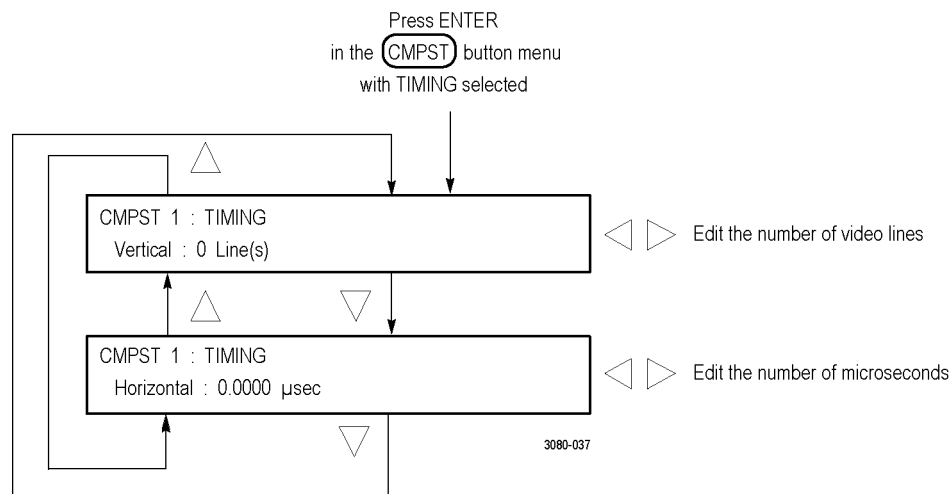 Press ENTER
in the CMPST button menu
with TIMING selected
CMPST 1 : TIMING
Vertical : 0 Line(s)
Edit the number of video lines
CMPST 1 : TIMING
Horizontal : 0.0000 µsec
Edit the number of microseconds
3080-037